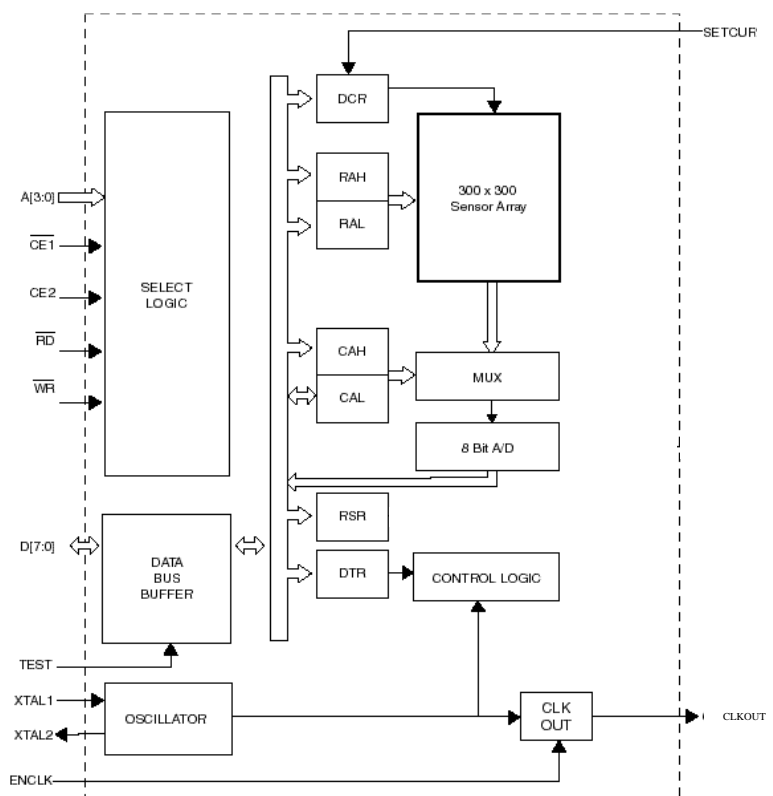 SETCUR
DCR
A[3:0]
CE1
CE2
RD
WR
SELECT
LOGIC
RAH
RAL
300 x 300
Sensor Array
CAH
CAL
MUX
8 Bit A/D
D[7:0]
DATA
BUS
BUFFER
RSR
DTR
CONTROL LOGIC
TEST
XTAL1
XTAL2
OSCILLATOR
CLK
OUT
CLKOUT
ENCLK